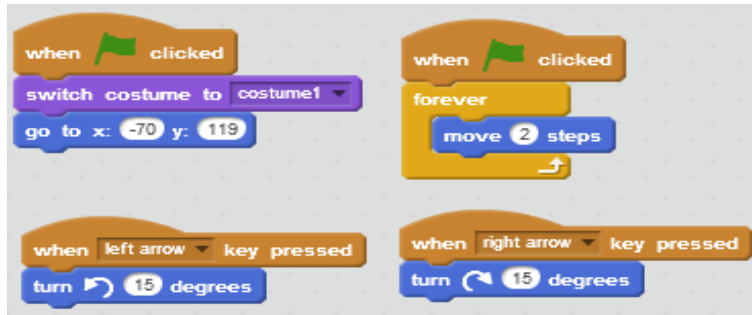 when clicked
switch costume to costume1
go to x: -70 y: 119
when clicked
forever
move 2 steps
when left arrow key pressed
turn 15 degrees
when right arrow key pressed
turn 15 degrees